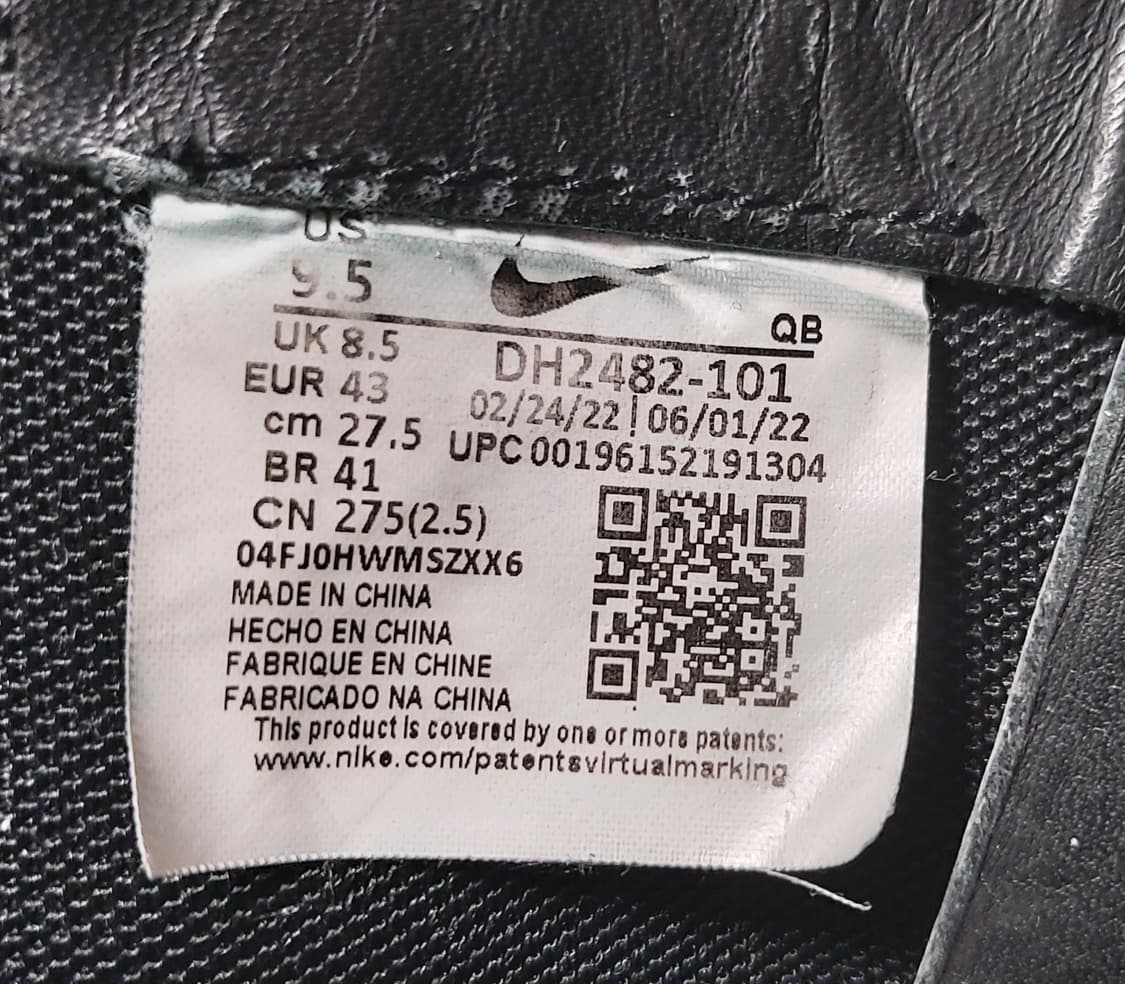 US
9.5
QB
UK 8.5
DH2482-101
EUR 43
02/24/22 | 06/01/22
cm 27.5
UPC00196152191304
BR 41
CN 275(2.5)
04FJ0HWMSZXX6
MADE IN CHINA
HECHO EN CHINA
FABRIQUE EN CHINE
FABRICADO NA CHINA
This product is covered by one or more patents:
www.nike.com/patentsvirtualmarking